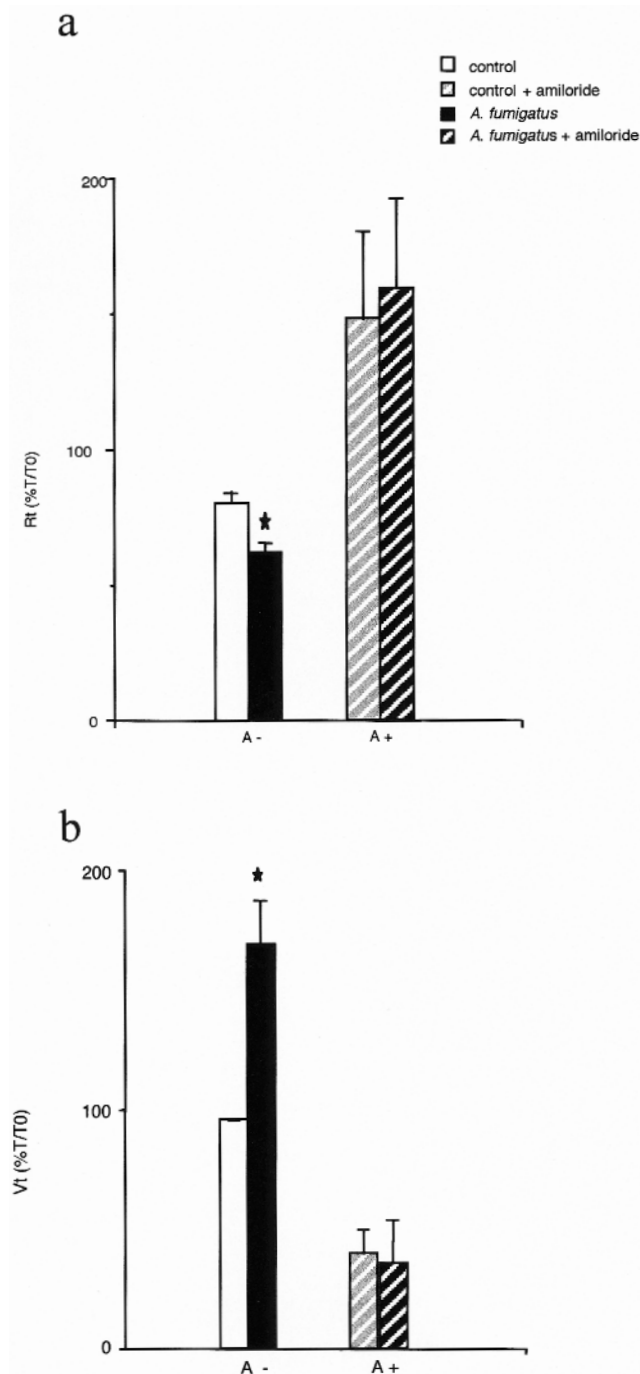 a
control
control + amiloride
A. fumigatus
A. fumigatus + amiloride
200
100
0
Rt (%T/T0)
A -
A +
b
200
100
0
Vt (%T/T0)
A -
A +